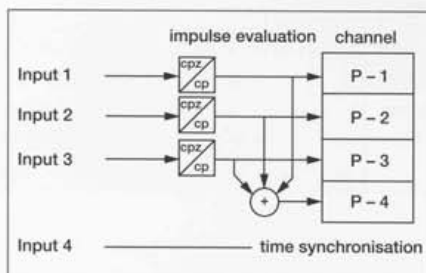 impulse evaluation channel
Input 1 cpz cp P – 1
Input 2 cpz cp P – 2
Input 3 cpz cp P – 3
+ P – 4
Input 4 time synchronisation